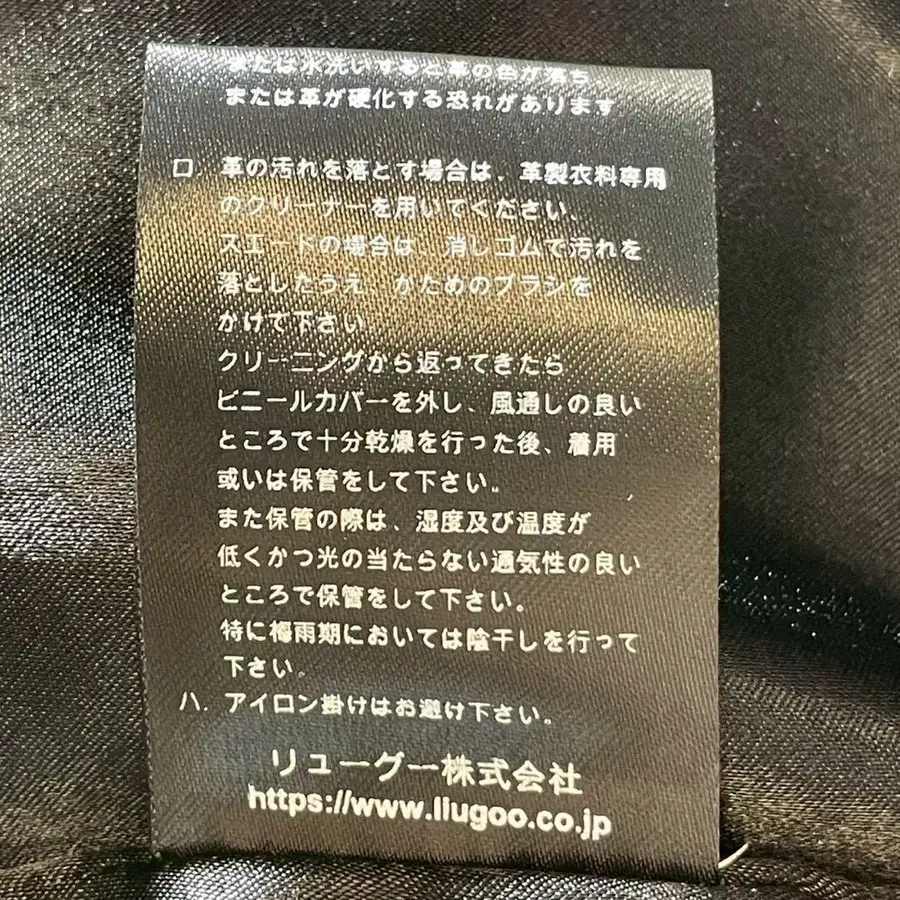 または水洗いすると革の色が落ち、
または革が硬化する恐れがあります
ロ. 革の汚れを落とす場合は、革製衣料専用
のクリーナーを用いてください、
スエードの場合は、消しゴムで汚れを
落としたうえ かためのブラシを
かけて下さい
クリーニングから返ってきたら
ビニールカバーを外し、風通しの良い
ところで十分乾燥を行った後、着用
或いは保管をして下さい。
また保管の際は、湿度及び温度が
低くかつ光の当たらない通気性の良い
ところで保管をして下さい。
特に梅雨期においては陰干しを行って
下さい。
ハ. アイロン掛けはお避け下さい。
リューグー株式会社
https://www.liugoo.co.jp